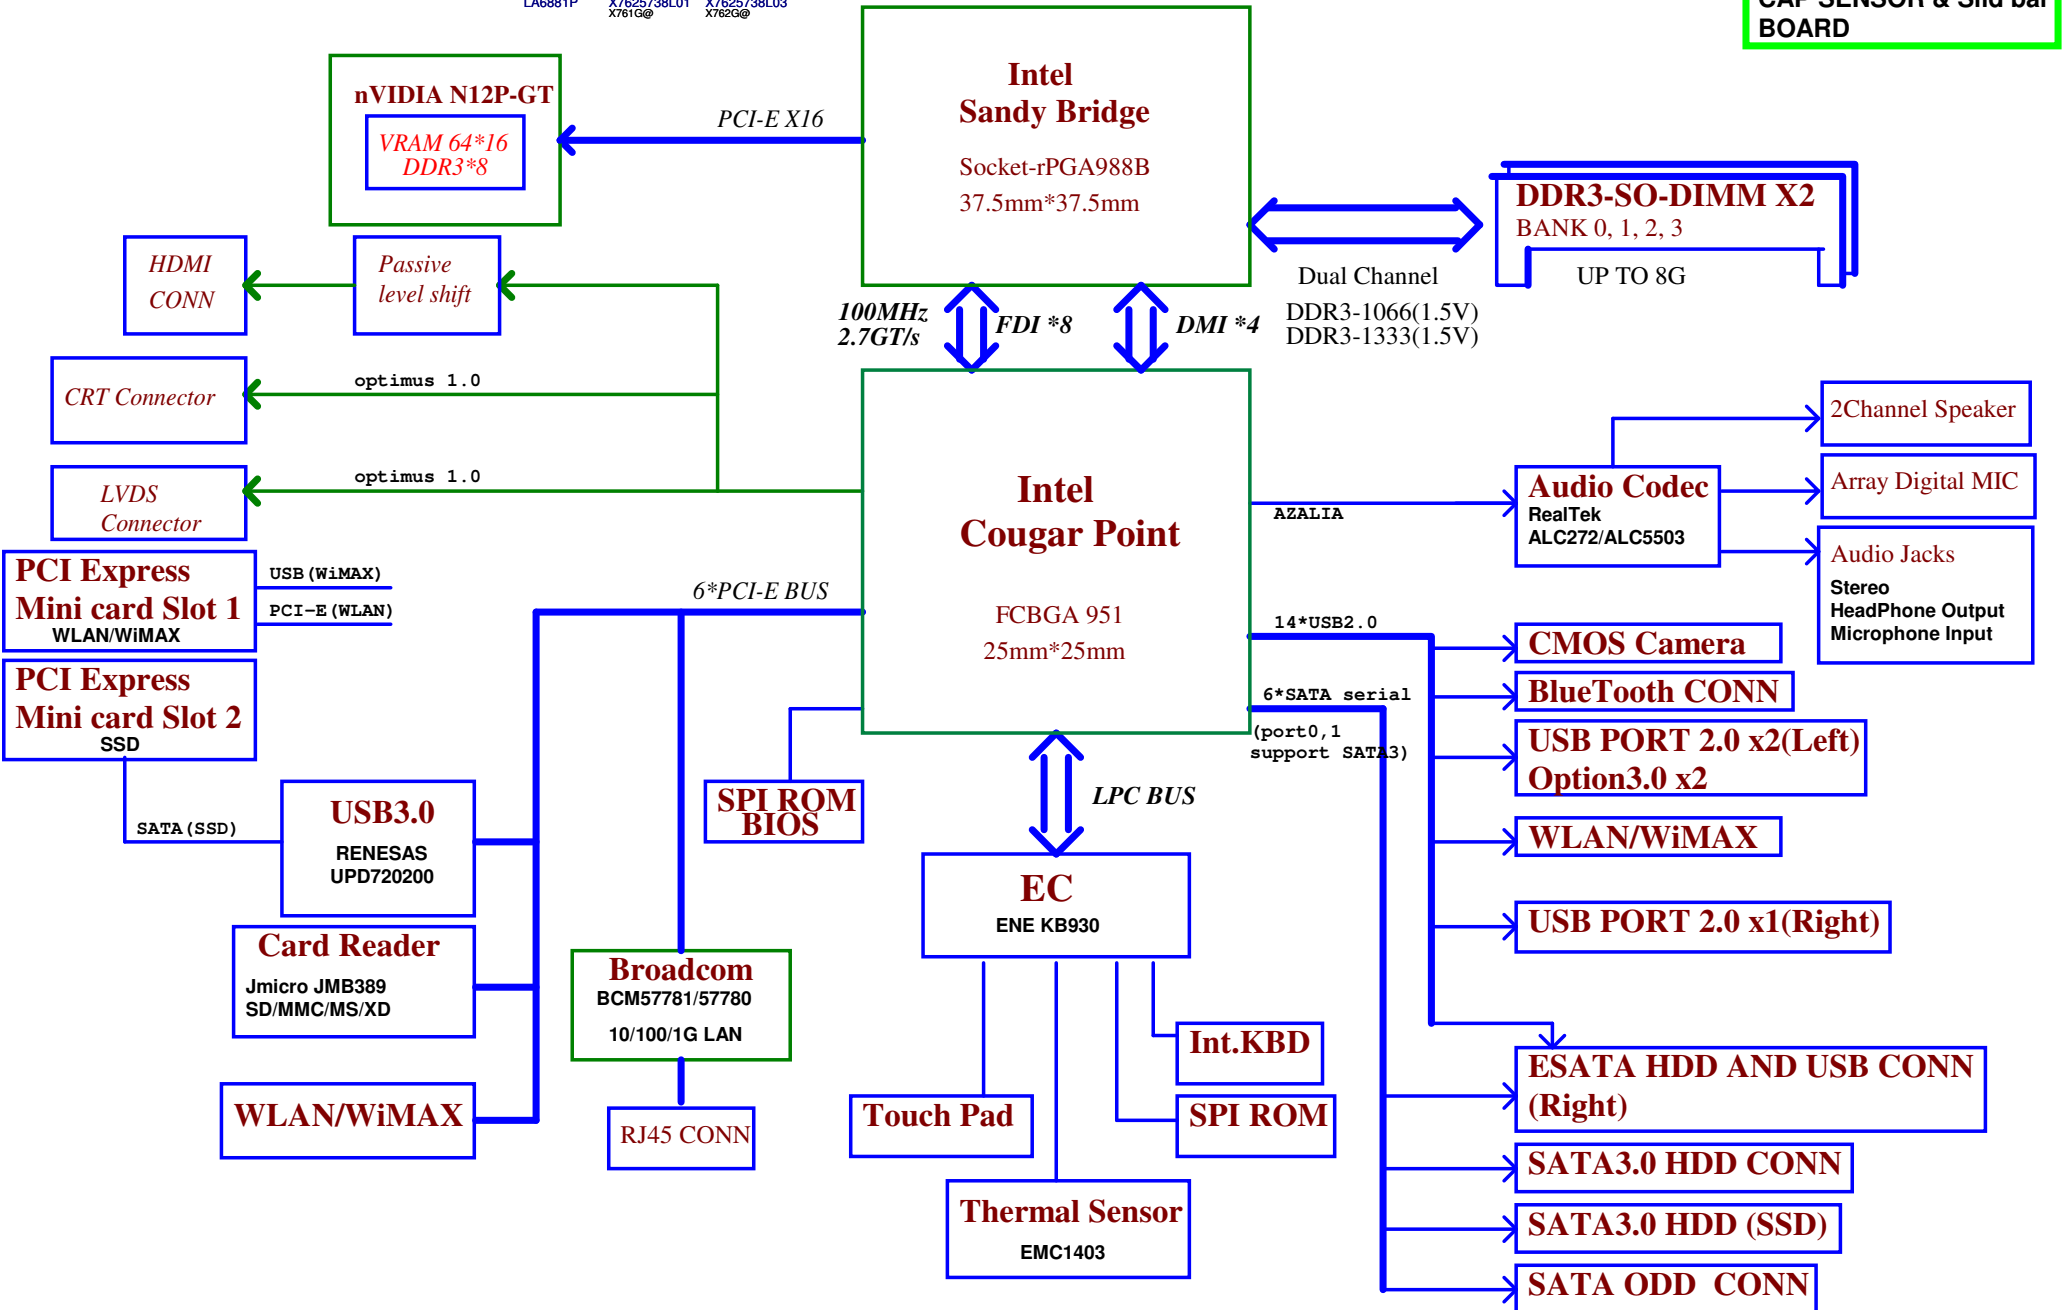 LA6881P X7625738L01 X7625738L03
X761G@ X762G@
CAP SENSOR & Slid bar
BOARD
nVIDIA N12P-GT
VRAM 64*16
DDR3*8
PCI-E X16
Intel
Sandy Bridge
Socket-rPGA988B
37.5mm*37.5mm
DDR3-SO-DIMM X2
BANK 0, 1, 2, 3
UP TO 8G
Dual Channel
DDR3-1066(1.5V)
DDR3-1333(1.5V)
HDMI
CONN
Passive
level shift
100MHz
2.7GT/s
FDI *8
DMI *4
CRT Connector
optimus 1.0
LVDS
Connector
optimus 1.0
Intel
Cougar Point
FCBGA 951
25mm*25mm
AZALIA
Audio Codec
RealTek
ALC272/ALC5503
2Channel Speaker
Array Digital MIC
Audio Jacks
Stereo
HeadPhone Output
Microphone Input
PCI Express
Mini card Slot 1
WLAN/WiMAX
USB(WiMAX)
PCI-E(WLAN)
6*PCI-E BUS
PCI Express
Mini card Slot 2
SSD
SATA(SSD)
USB3.0
RENESAS
UPD720200
SPI ROM
BIOS
LPC BUS
14*USB2.0
6*SATA serial
(port0,1
support SATA3)
CMOS Camera
BlueTooth CONN
USB PORT 2.0 x2(Left)
Option3.0 x2
WLAN/WiMAX
USB PORT 2.0 x1(Right)
Card Reader
Jmicro JMB389
SD/MMC/MS/XD
Broadcom
BCM57781/57780
10/100/1G LAN
EC
ENE KB930
WLAN/WiMAX
RJ45 CONN
Touch Pad
Int.KBD
SPI ROM
Thermal Sensor
EMC1403
ESATA HDD AND USB CONN
(Right)
SATA3.0 HDD CONN
SATA3.0 HDD (SSD)
SATA ODD CONN